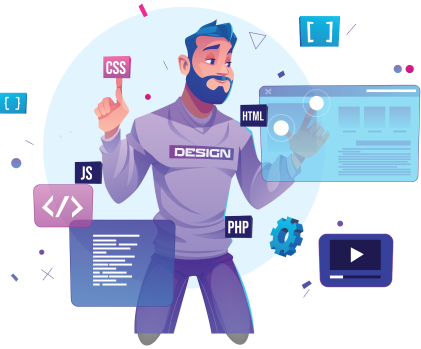 [ ]
CSS
[ ]
HTML
DESIGN
JS
</>
PHP